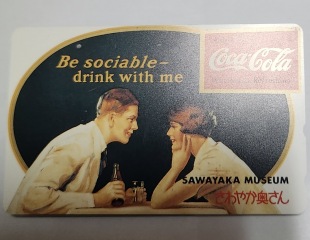 Be sociable –
drink with me
Coca-Cola
SAWAYAKA MUSEUM
さわやか奥さん